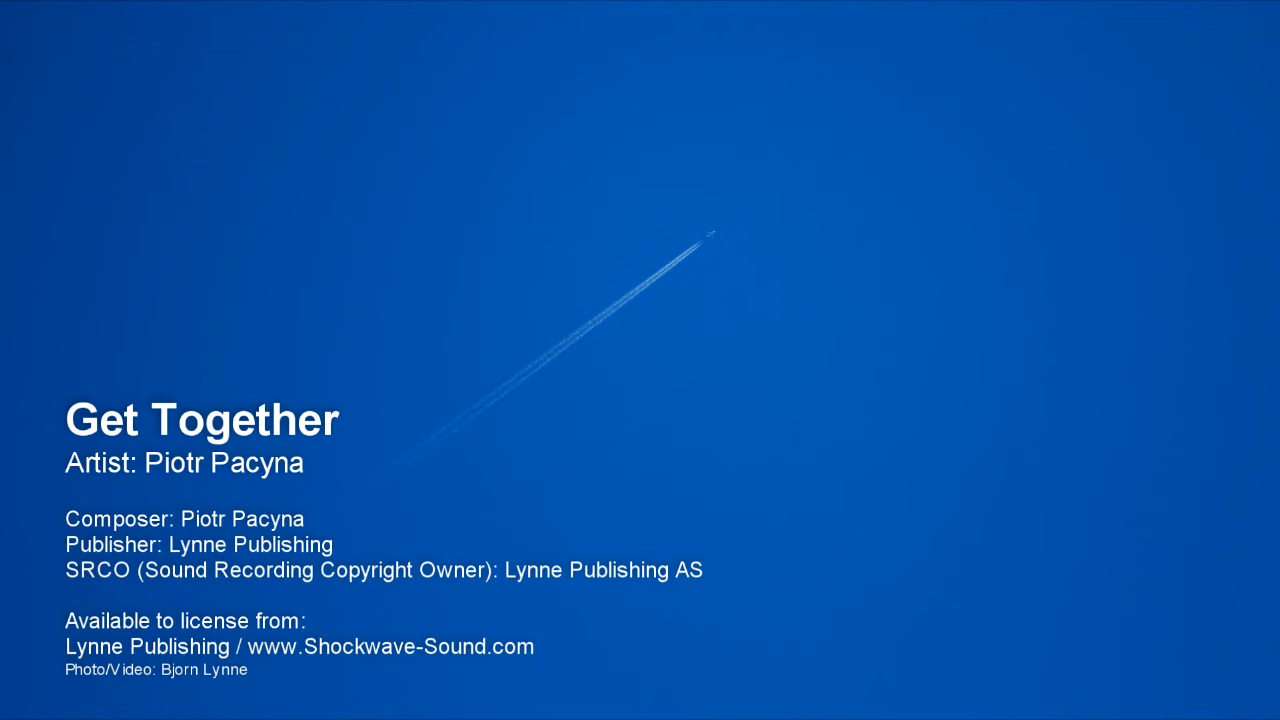 Get Together
Artist: Piotr Pacyna
Composer: Piotr Pacyna
Publisher: Lynne Publishing
SRCO (Sound Recording Copyright Owner): Lynne Publishing AS
Available to license from:
Lynne Publishing / www.Shockwave-Sound.com
Photo/Video: Bjorn Lynne